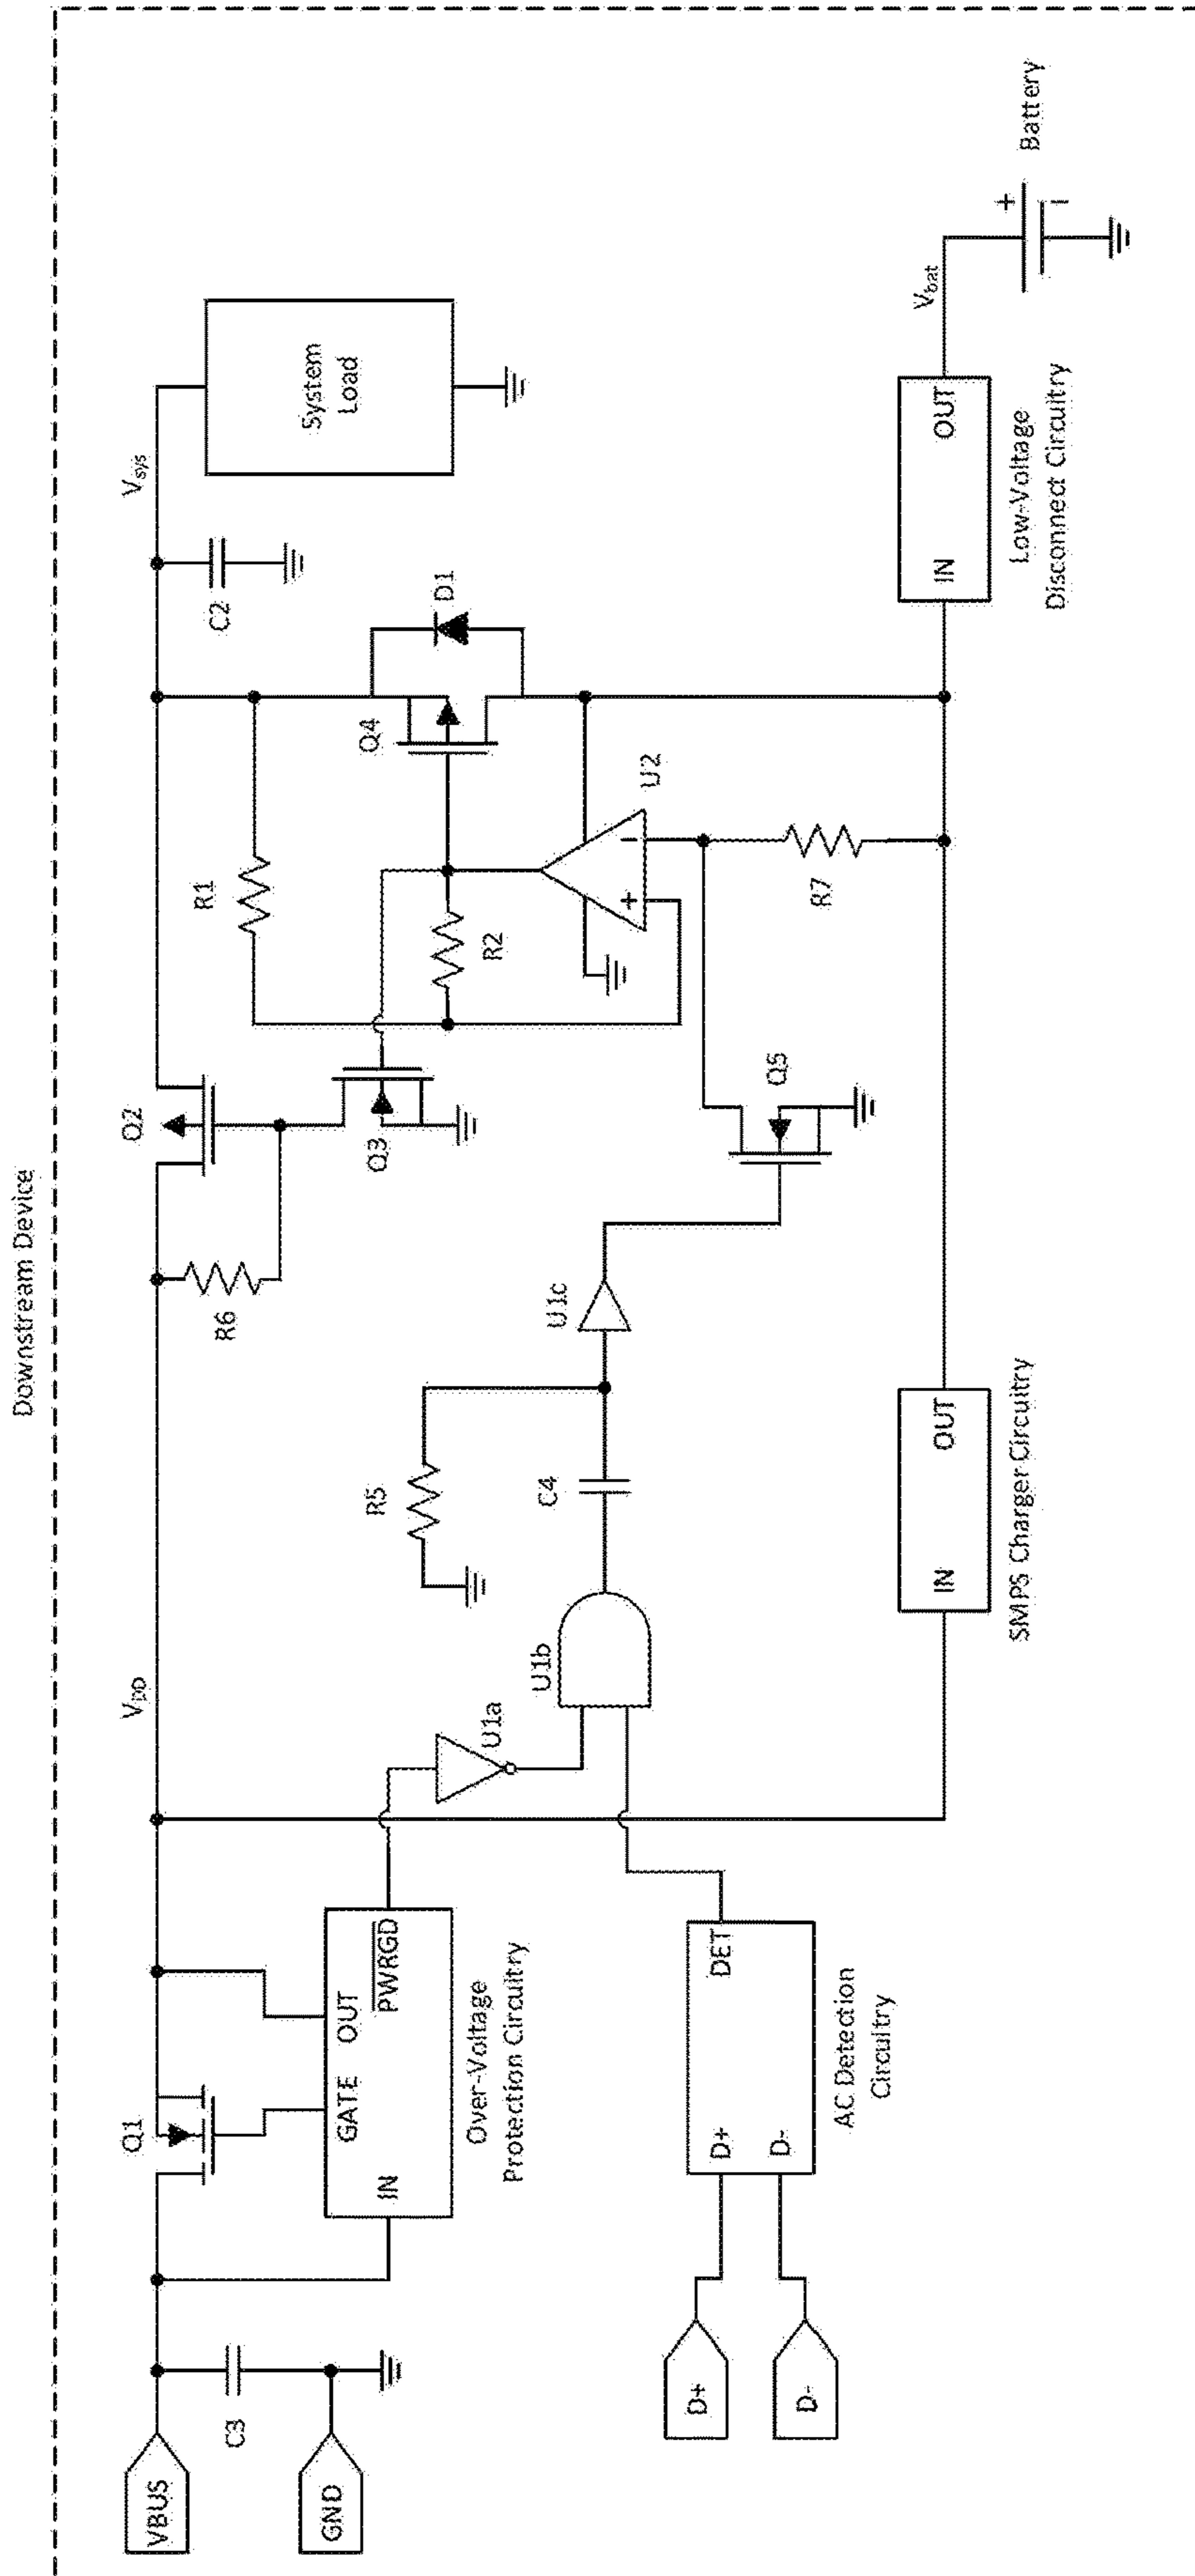 Downstream Device
VBUS
C3
GND
Q1
GATE
OUT
IN
PWRGD
Over-Voltage
Protection Circuitry
D+
D-
D+
D-
DET
AC Detection
Circuitry
VPD
U1a
U1b
R5
C4
U1c
R6
Q2
Q3
Q5
SMPS Charger Circuitry
IN
OUT
R1
R2
+
-
U2
R7
Q4
D1
C2
Vsys
System
Load
Low-Voltage
Disconnect Circuitry
IN
OUT
Vbat
+
-
Battery